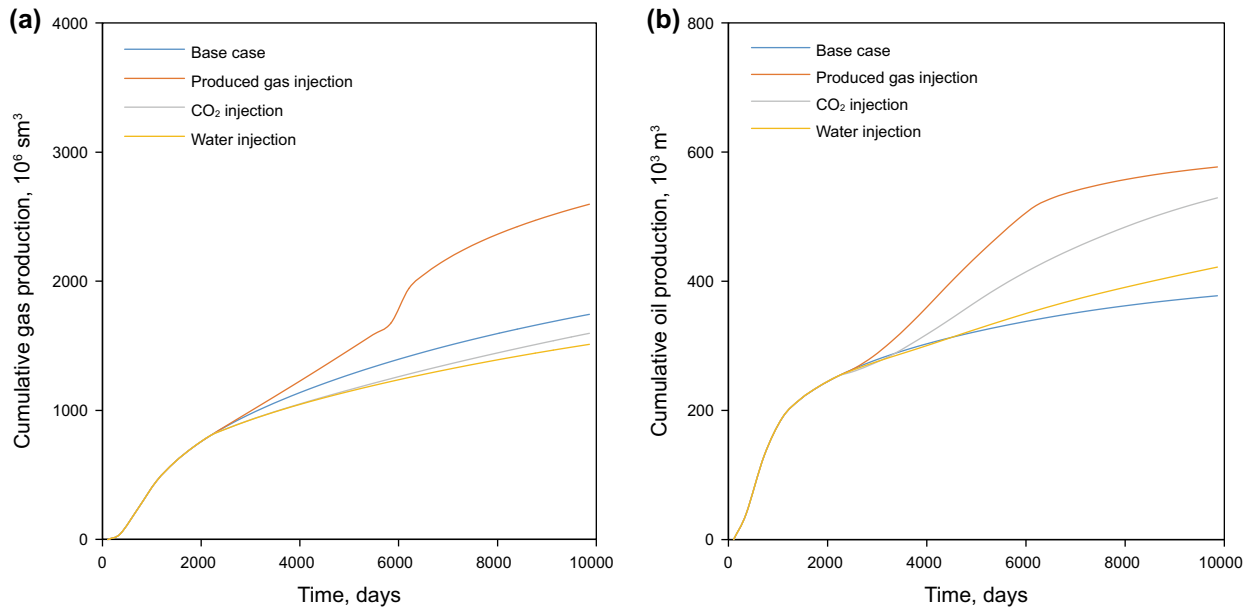 (a)
Cumulative gas production, 10⁶ sm³
4000
3000
2000
1000
0
Base case
Produced gas injection
CO₂ injection
Water injection
0 2000 4000 6000 8000 10000
Time, days
(b)
Cumulative oil production, 10³ m³
800
600
400
200
0
Base case
Produced gas injection
CO₂ injection
Water injection
0 2000 4000 6000 8000 10000
Time, days